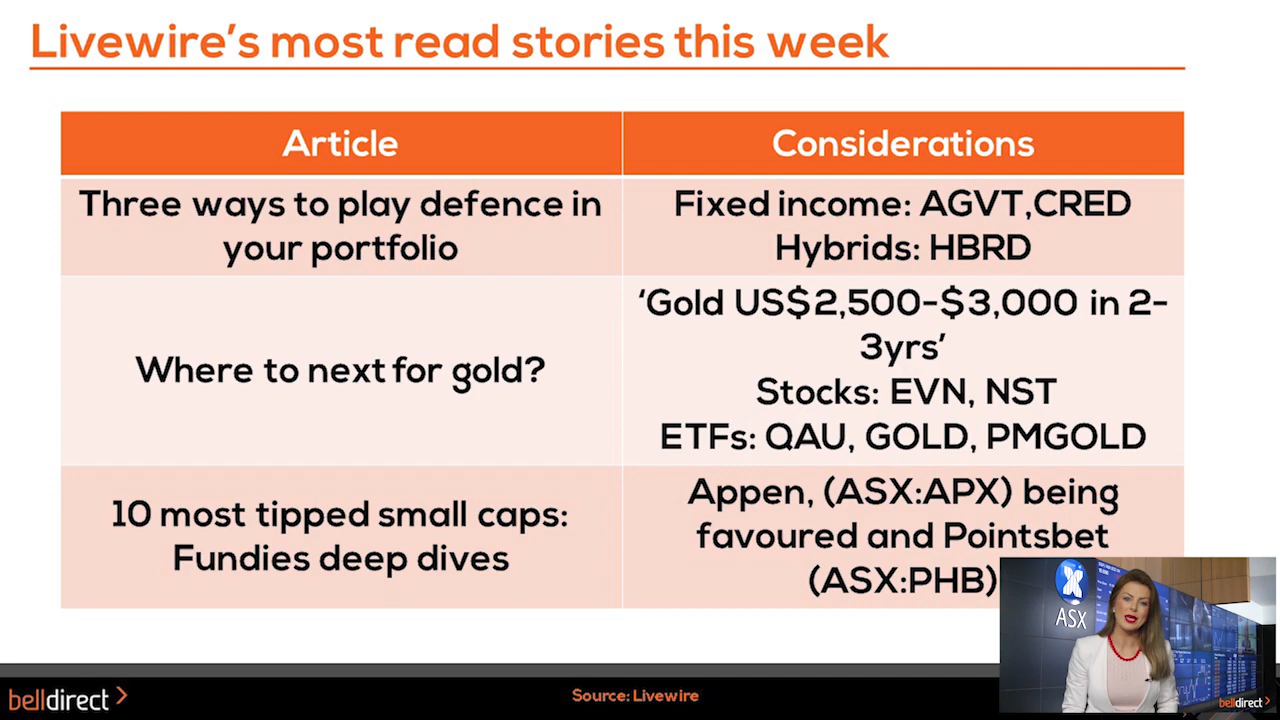 Livewire's most read stories this week
Article
Considerations
Three ways to play defence in
your portfolio
Fixed income: AGVT,CRED
Hybrids: HBRD
Where to next for gold?
‘Gold US$2,500-$3,000 in 2-
3yrs’
Stocks: EVN, NST
ETFs: QAU, GOLD, PMGOLD
10 most tipped small caps:
Fundies deep dives
Appen, (ASX:APX) being
favoured and Pointsbet
(ASX:PHB)
ASX
belldirect
Source: Livewire
belldirect